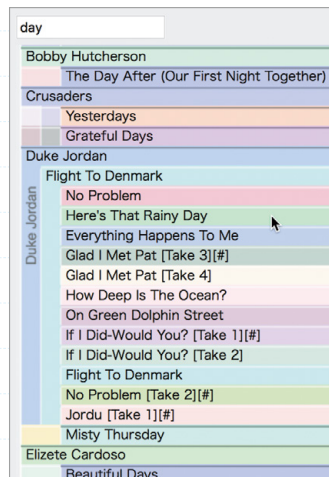 day
Bobby Hutcherson
The Day After (Our First Night Together)
Crusaders
Yesterdays
Grateful Days
Duke Jordan
Duke Jordan
Flight To Denmark
No Problem
Here's That Rainy Day
Everything Happens To Me
Glad I Met Pat [Take 3][#]
Glad I Met Pat [Take 4]
How Deep Is The Ocean?
On Green Dolphin Street
If I Did-Would You? [Take 1][#]
If I Did-Would You? [Take 2]
Flight To Denmark
No Problem [Take 2][#]
Jordu [Take 1][#]
Misty Thursday
Elizete Cardoso
Beautiful Days